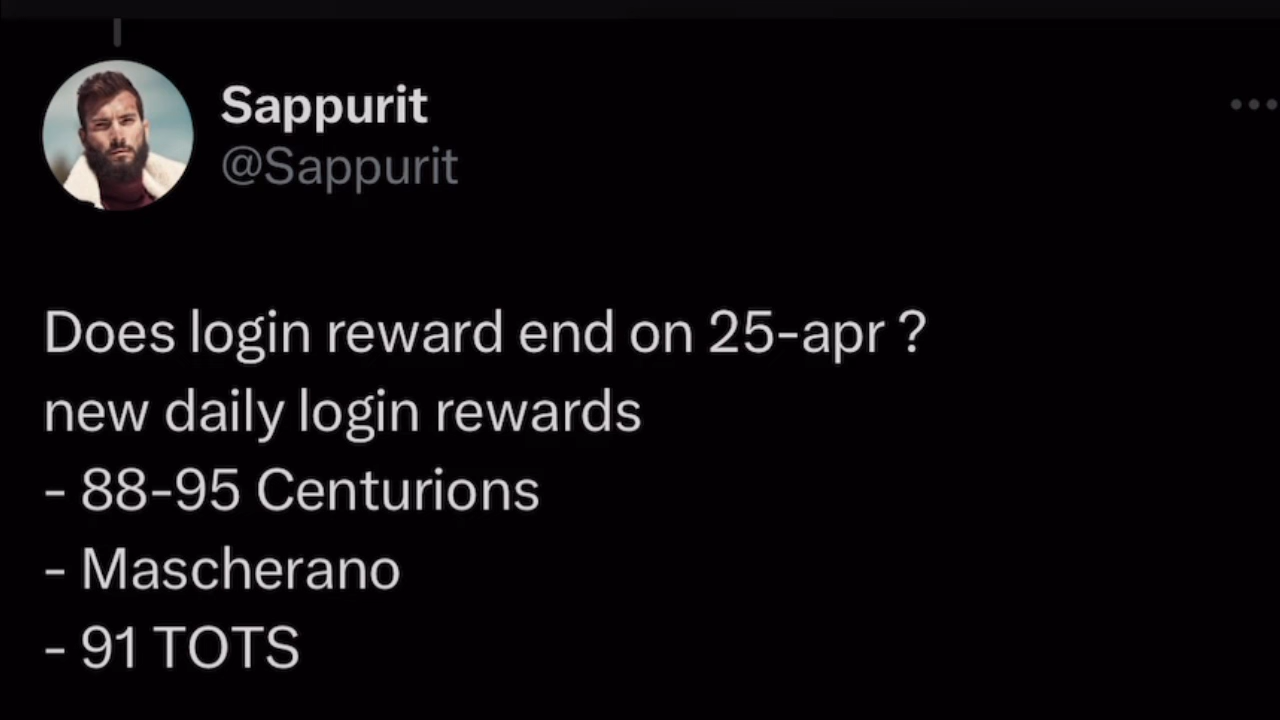 Sappurit
@Sappurit
Does login reward end on 25-apr ?
new daily login rewards
- 88-95 Centurions
- Mascherano
- 91 TOTS